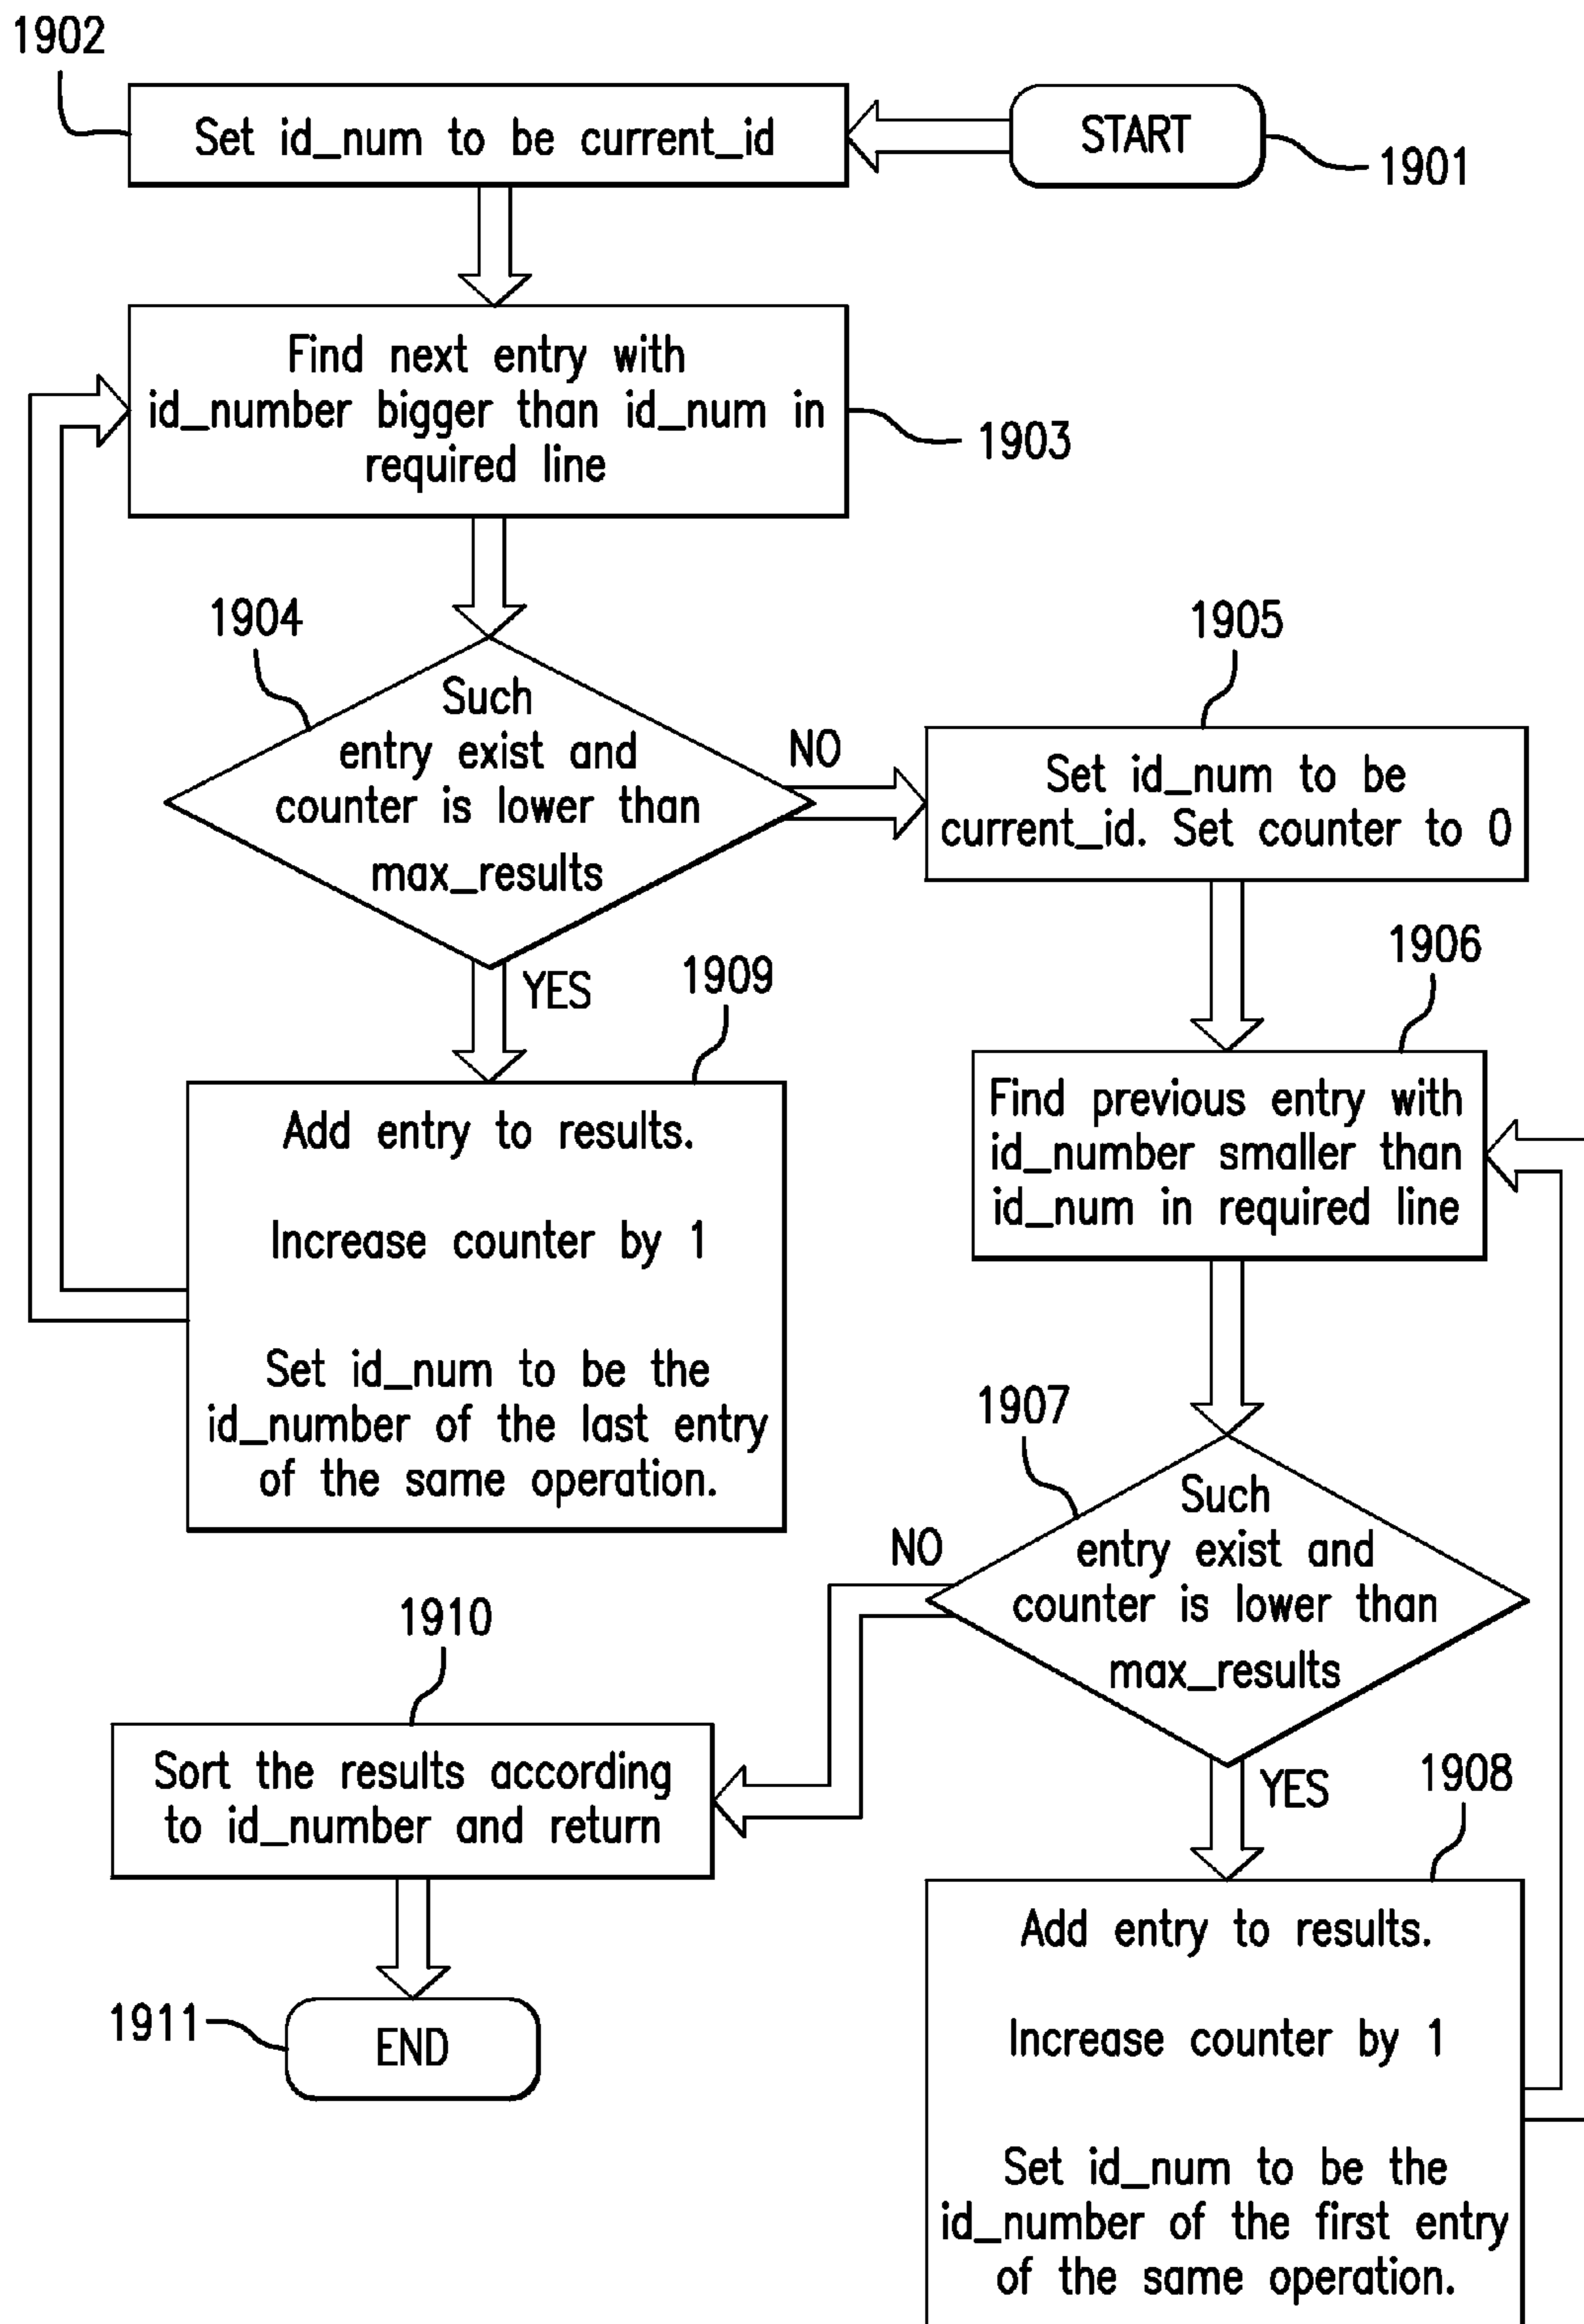 1902
Set id_num to be current_id
START
1901
Find next entry with
id_number bigger than id_num in
required line
1903
1904
Such
entry exist and
counter is lower than
max_results
NO
YES
1905
Set id_num to be
current_id. Set counter to 0
1906
Find previous entry with
id_number smaller than
id_num in required line
1909
Add entry to results.
Increase counter by 1
Set id_num to be the
id_number of the last entry
of the same operation.
1907
Such
entry exist and
counter is lower than
max_results
NO
YES
1910
Sort the results according
to id_number and return
1908
Add entry to results.
Increase counter by 1
Set id_num to be the
id_number of the first entry
of the same operation.
1911
END